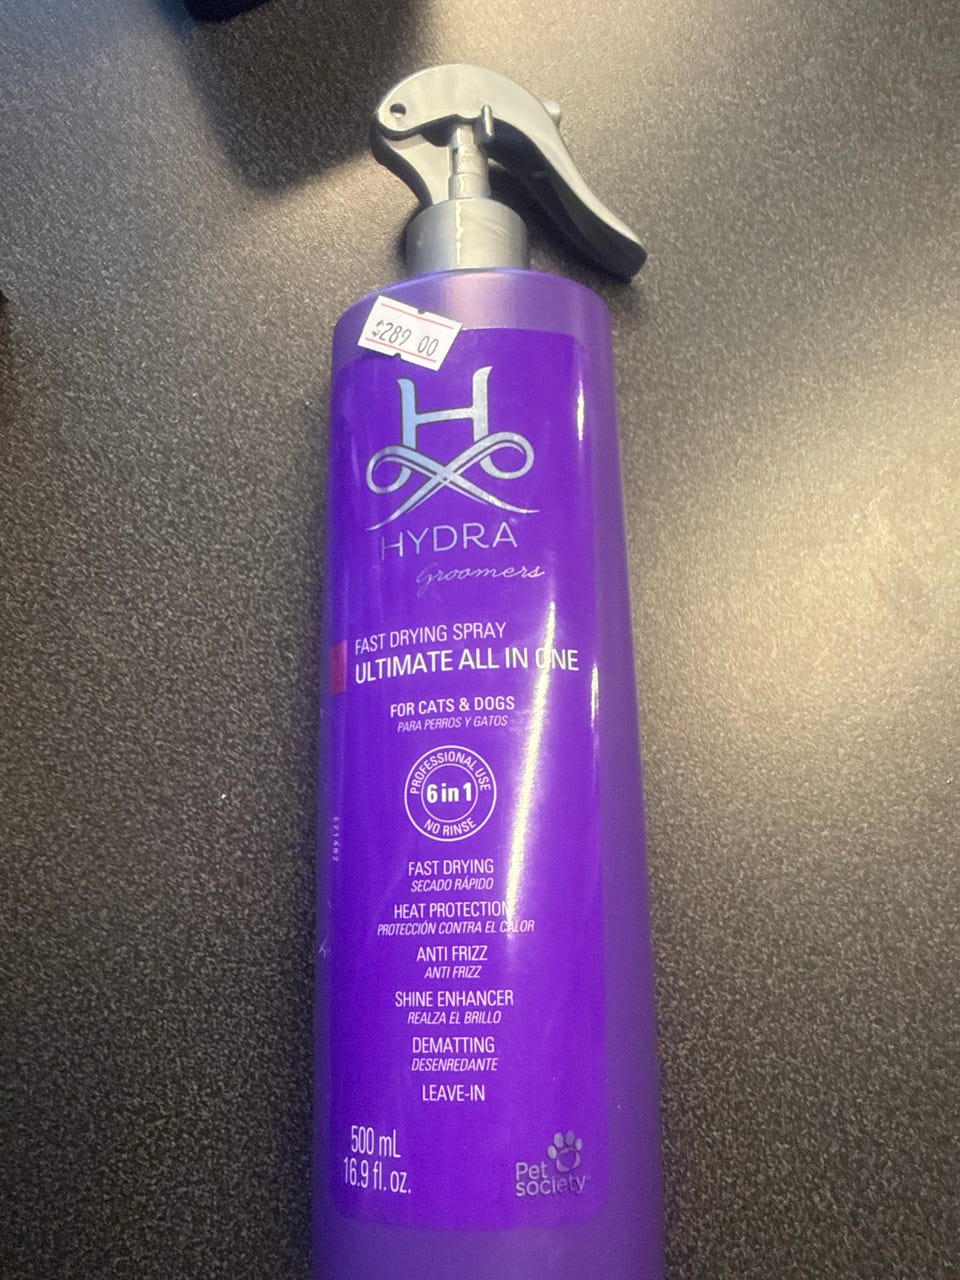 $289 00
H
HYDRA®
Groomers
FAST DRYING SPRAY
ULTIMATE ALL IN ONE
FOR CATS & DOGS
PARA PERROS Y GATOS
PROFESSIONAL USE
6 in 1
NO RINSE
FAST DRYING
SECADO RÁPIDO
HEAT PROTECTION
PROTECCIÓN CONTRA EL CALOR
ANTI FRIZZ
ANTI FRIZZ
SHINE ENHANCER
REALZA EL BRILLO
DEMATTING
DESENREDANTE
LEAVE-IN
500 mL
16.9 fl. oz.
Pet
society